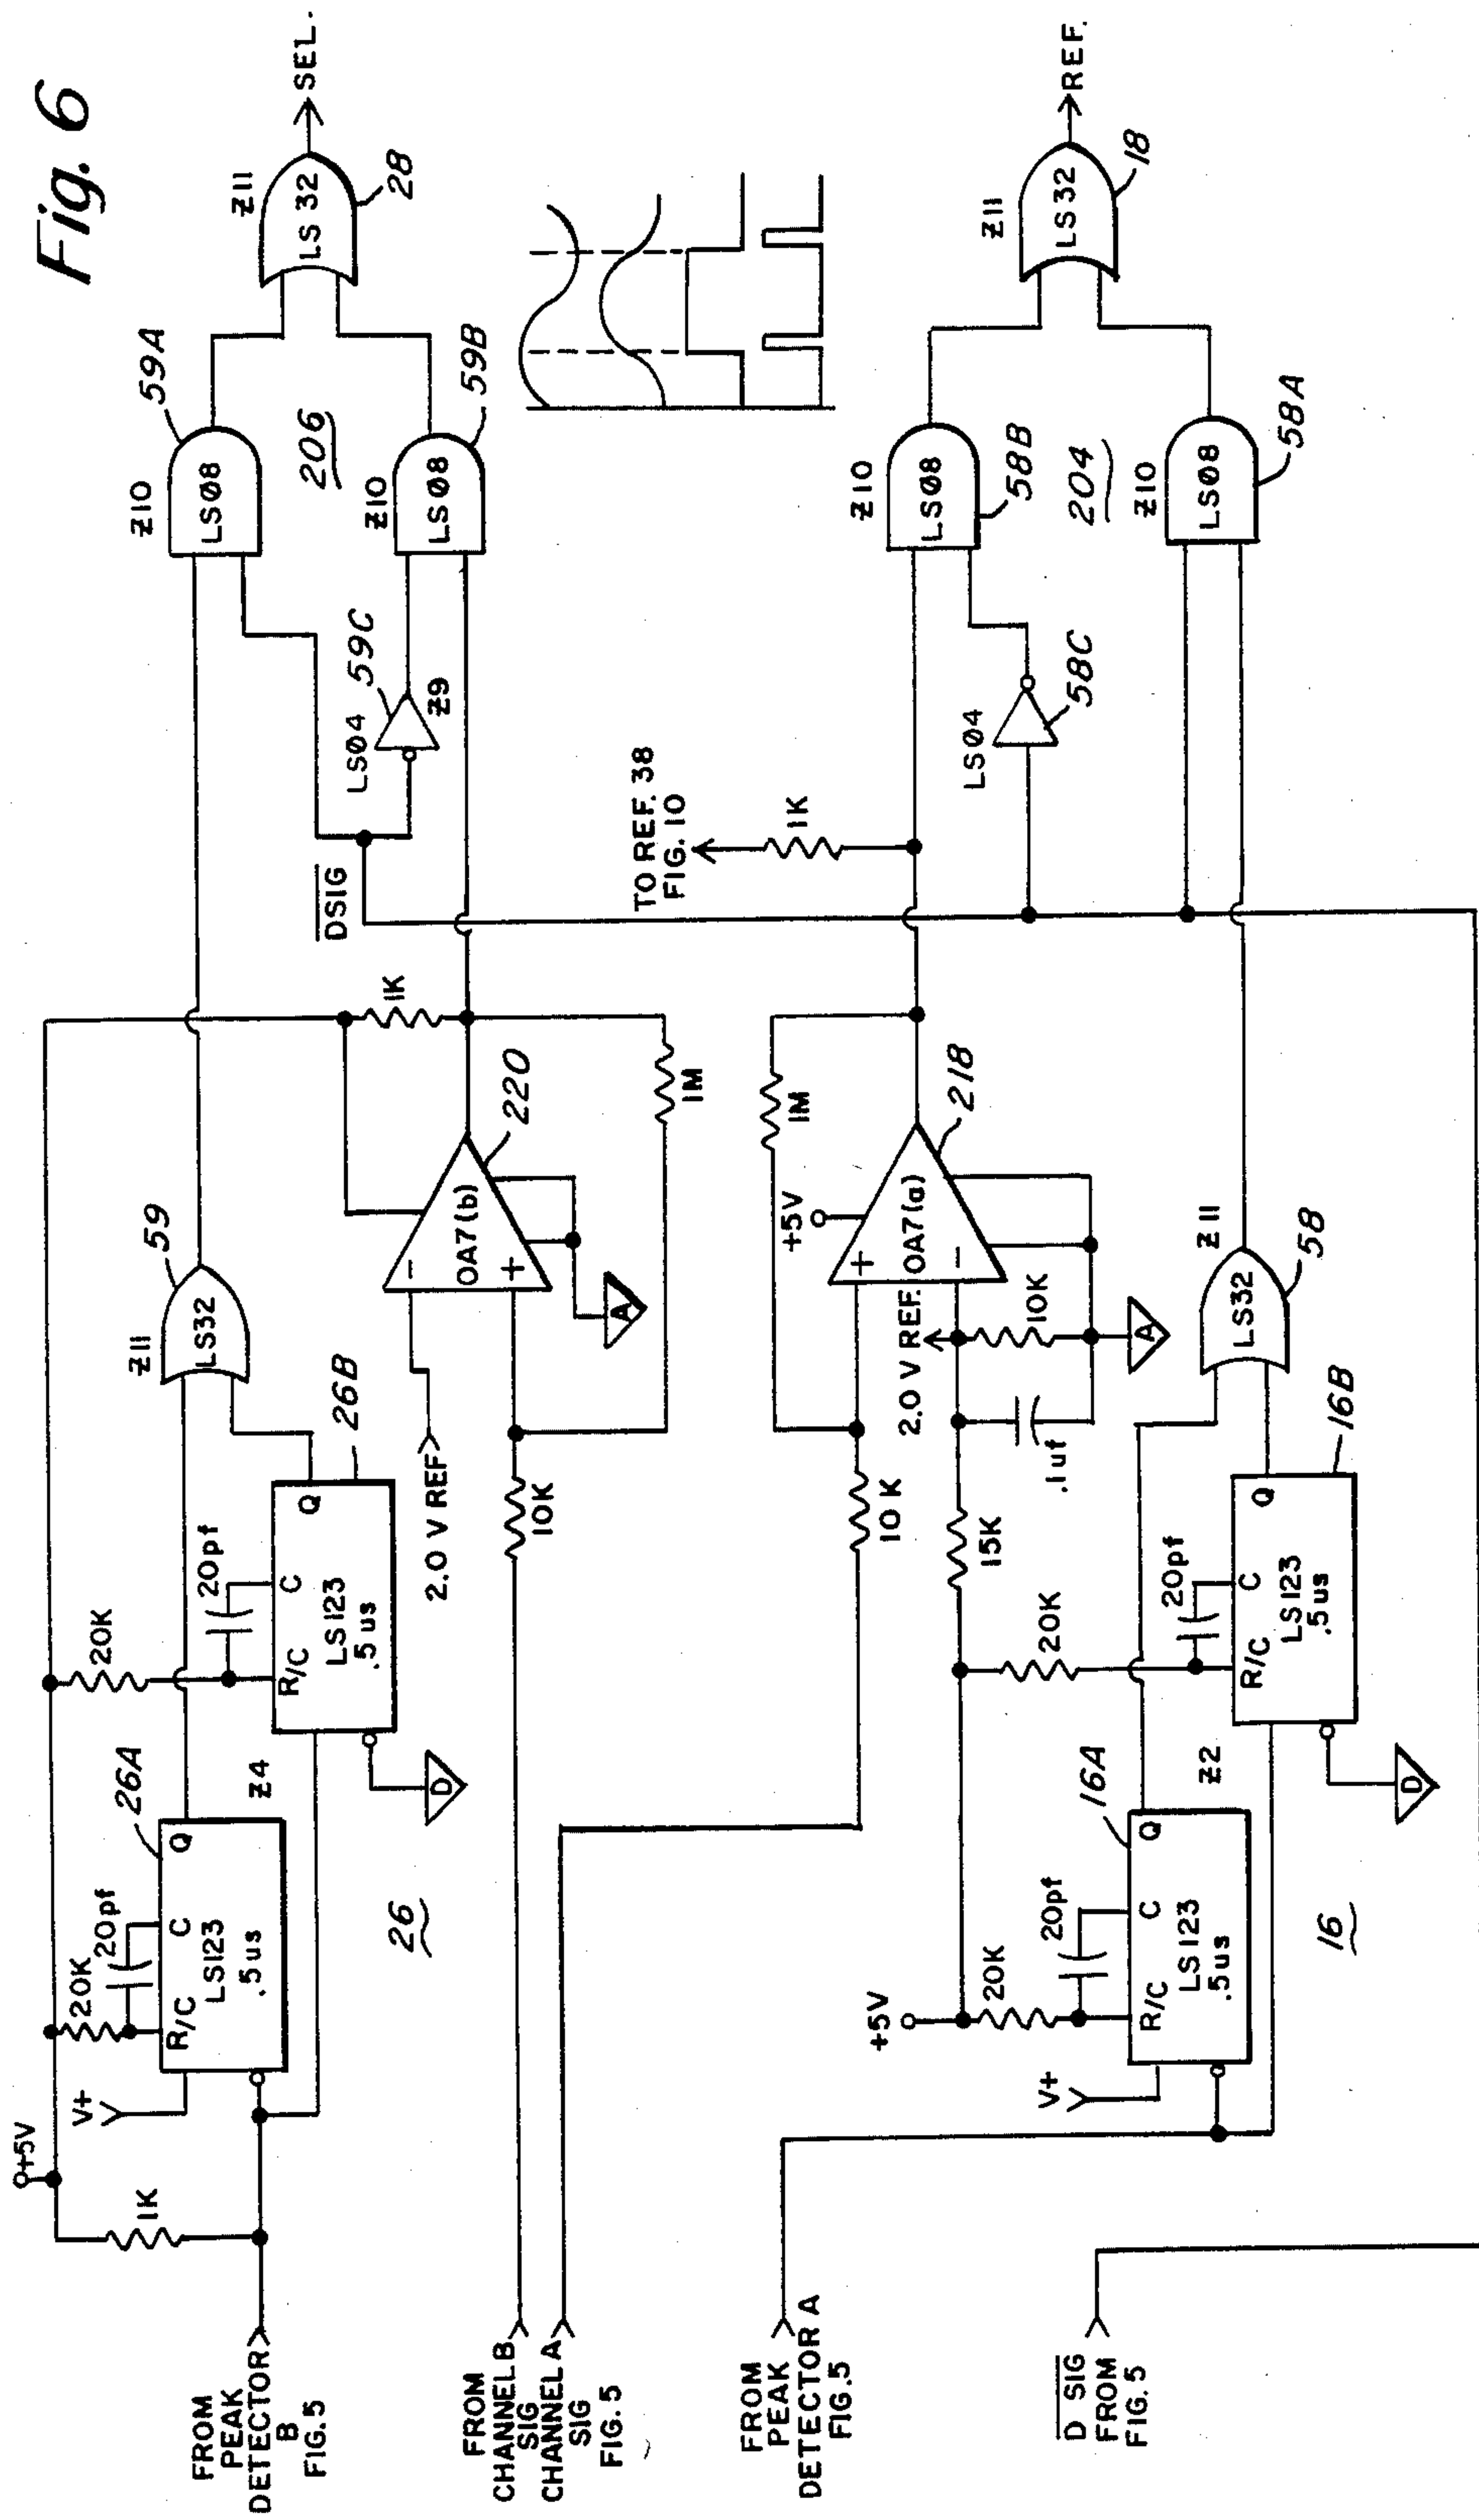 Fig. 6
+5V
1K
V+
20K
20pf
R/C
C
Q
LS123
.5us
26A
Z4
20K
20pf
R/C
C
Q
LS123
.5us
26B
D
26
Z11
LS32
59
Z10
LS08
59A
206
Z11
LS 32
28
SEL.
FROM
PEAK
DETECTOR
B
FIG.5
2.0 V REF
10K
-
+
OA7(b)
220
A
1K
1M
DSIG
LS04
59C
Z9
Z10
LS08
59B
FROM
CHANNEL B
SIG
CHANNEL A
SIG
FIG.5
10 K
1M
+5V
+
-
OA7(a)
218
2.0 V REF.
10K
15K
.1uf
A
TO REF. 38
FIG. 10
1K
Z10
LS08
58B
LS04
58C
204
Z10
LS08
58A
Z11
LS32
18
REF.
FROM
PEAK
DETECTOR A
FIG.5
+5V
V+
20K
20pf
R/C
C
Q
LS123
.5us
16A
Z2
20K
20pf
R/C
C
Q
LS123
.5us
16B
D
16
Z11
LS32
58
D SIG
FROM
FIG. 5